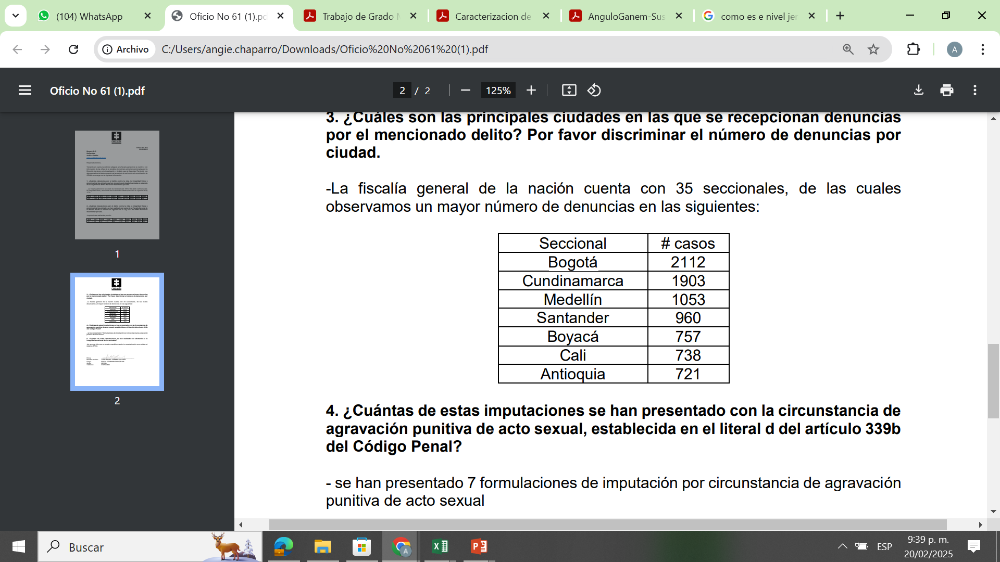 (104) WhatsApp
Oficio No 61 (1).pd
Trabajo de Grado
Caracterizacion de
AnguloGanem-Sus
como es e nivel jer
Archivo
C:/Users/angie.chaparro/Downloads/Oficio%20No%2061%20(1).pdf
A
Oficio No 61 (1).pdf
2 / 2
125%
1
2
3. ¿Cuáles son las principales ciudades en las que se recepcionan denuncias
por el mencionado delito? Por favor discriminar el número de denuncias por
ciudad.
-La fiscalía general de la nación cuenta con 35 seccionales, de las cuales
observamos un mayor número de denuncias en las siguientes:
Seccional # casos
Bogotá 2112
Cundinamarca 1903
Medellín 1053
Santander 960
Boyacá 757
Cali 738
Antioquia 721
4. ¿Cuántas de estas imputaciones se han presentado con la circunstancia de
agravación punitiva de acto sexual, establecida en el literal d del artículo 339b
del Código Penal?
- se han presentado 7 formulaciones de imputación por circunstancia de agravación
punitiva de acto sexual
Buscar
ESP
9:39 p. m.
20/02/2025